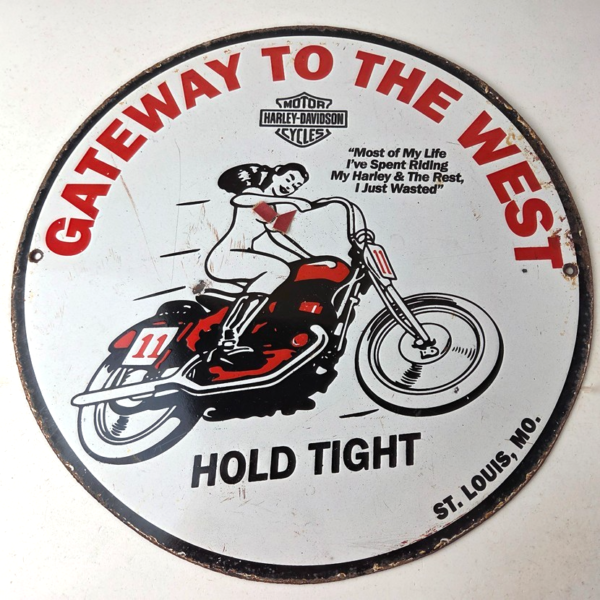 GATEWAY TO THE WEST
MOTOR
HARLEY-DAVIDSON
CYCLES
"Most of My Life
I've Spent Riding
My Harley & The Rest,
I Just Wasted"
11
11
HOLD TIGHT
ST. LOUIS, MO.